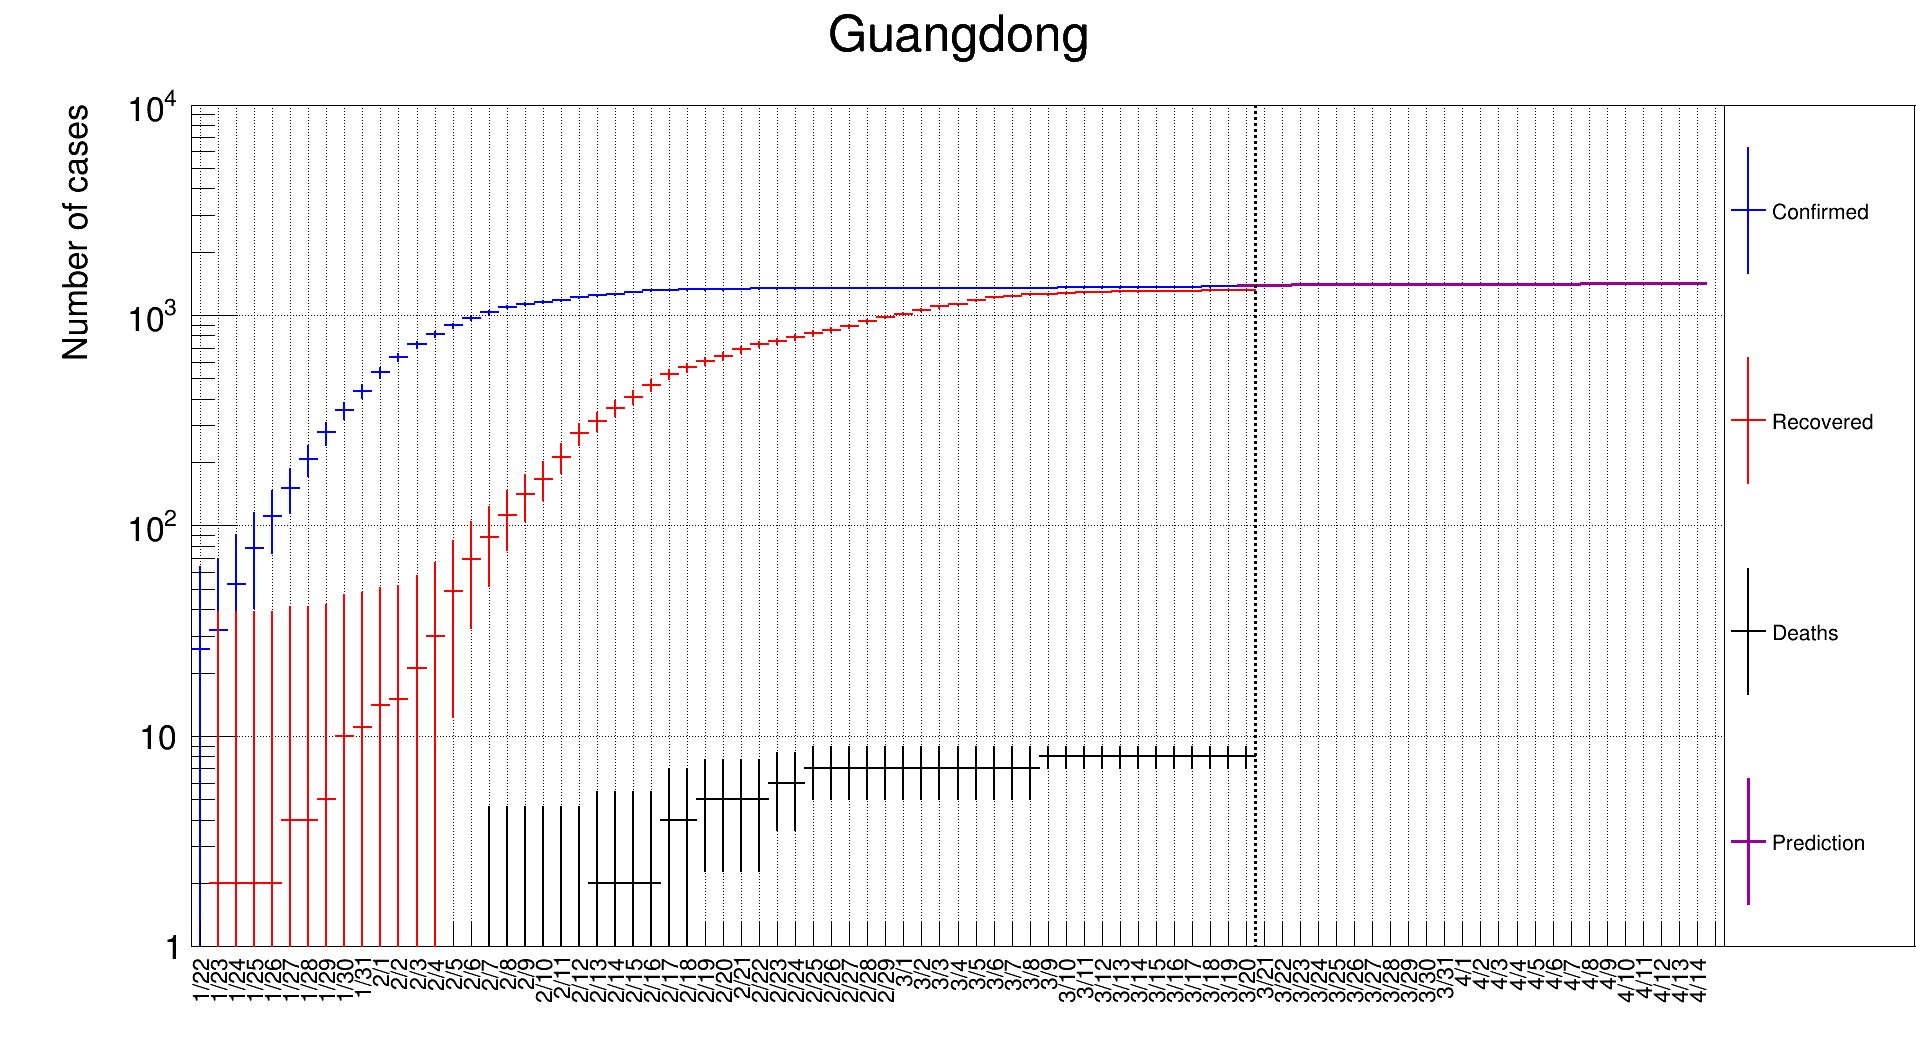 Guangdong
Number of cases
10^4
10^3
10^2
10
1
1/22 1/23 1/24 1/25 1/26 1/27 1/28 1/29 1/30 1/31 2/1 2/2 2/3 2/4 2/5 2/6 2/7 2/8 2/9 2/10 2/11 2/12 2/13 2/14 2/15 2/16 2/17 2/18 2/19 2/20 2/21 2/22 2/23 2/24 2/25 2/26 2/27 2/28 2/29 3/1 3/2 3/3 3/4 3/5 3/6 3/7 3/8 3/9 3/10 3/11 3/12 3/13 3/14 3/15 3/16 3/17 3/18 3/19 3/20 3/21 3/22 3/23 3/24 3/25 3/26 3/27 3/28 3/29 3/30 3/31 4/1 4/2 4/3 4/4 4/5 4/6 4/7 4/8 4/9 4/10 4/11 4/12 4/13 4/14
Confirmed
Recovered
Deaths
Prediction